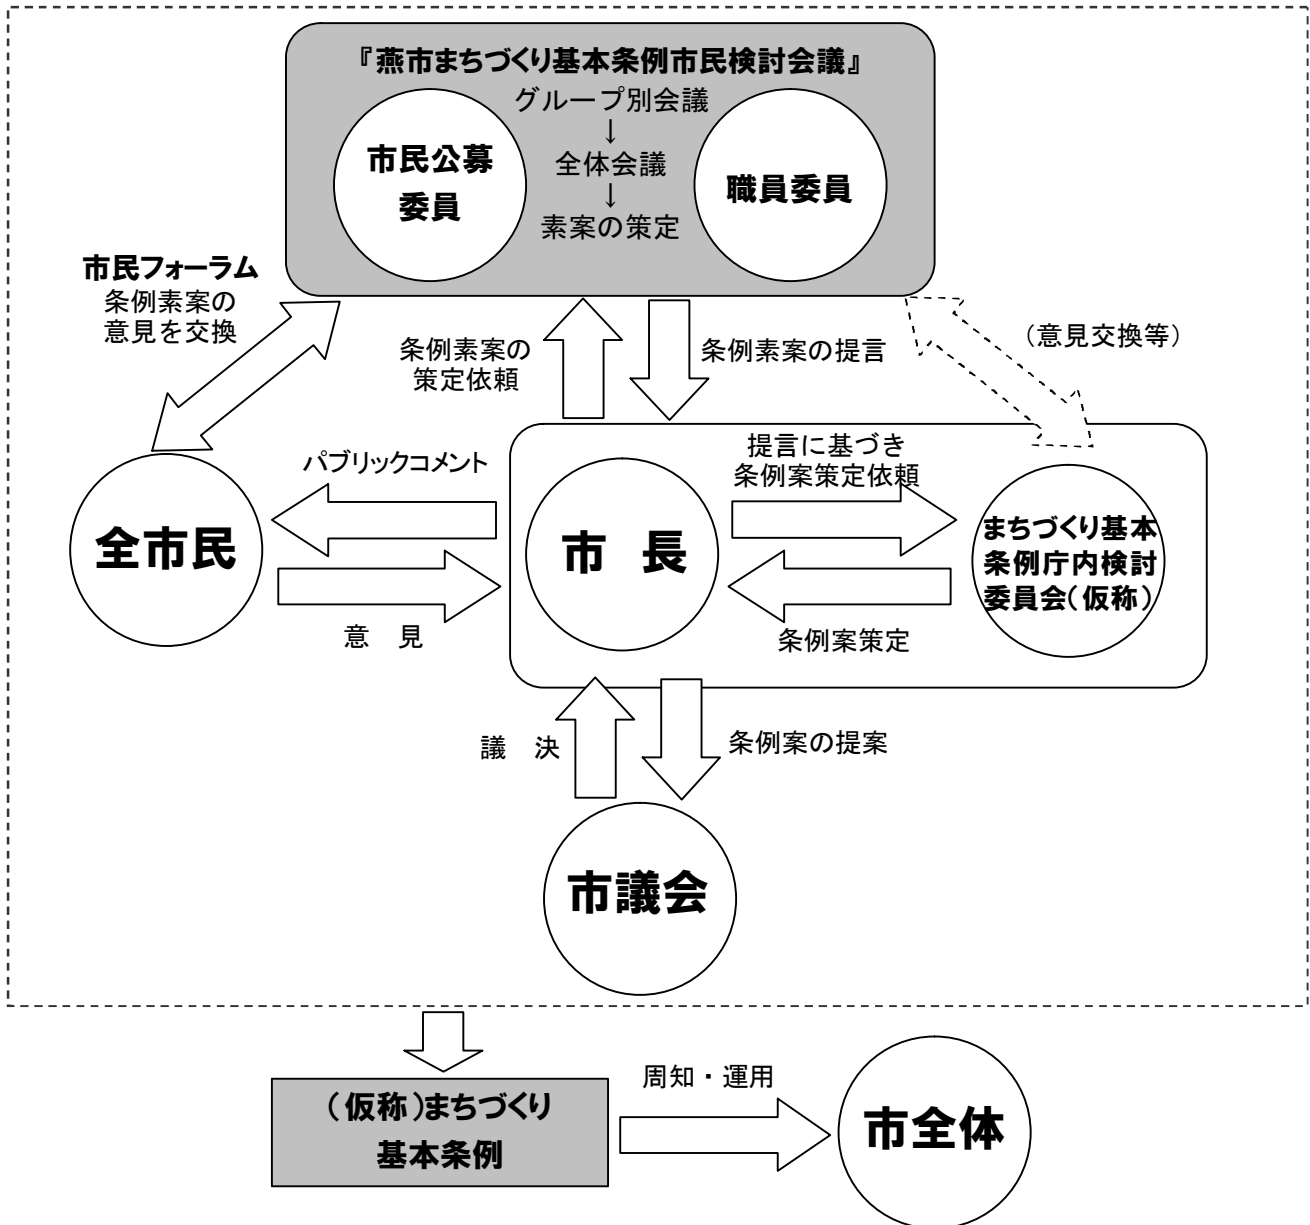 『燕市まちづくり基本条例市民検討会議』
グループ別会議
↓
全体会議
↓
素案の策定
市民公募
委員
職員委員
市民フォーラム
条例素案の
意見を交換
条例素案の
策定依頼
条例素案の提言
（意見交換等）
パブリックコメント
提言に基づき
条例案策定依頼
全市民
市 長
まちづくり基本
条例庁内検討
委員会（仮称）
意 見
条例案策定
議 決
条例案の提案
市議会
（仮称）まちづくり
基本条例
周知・運用
市全体